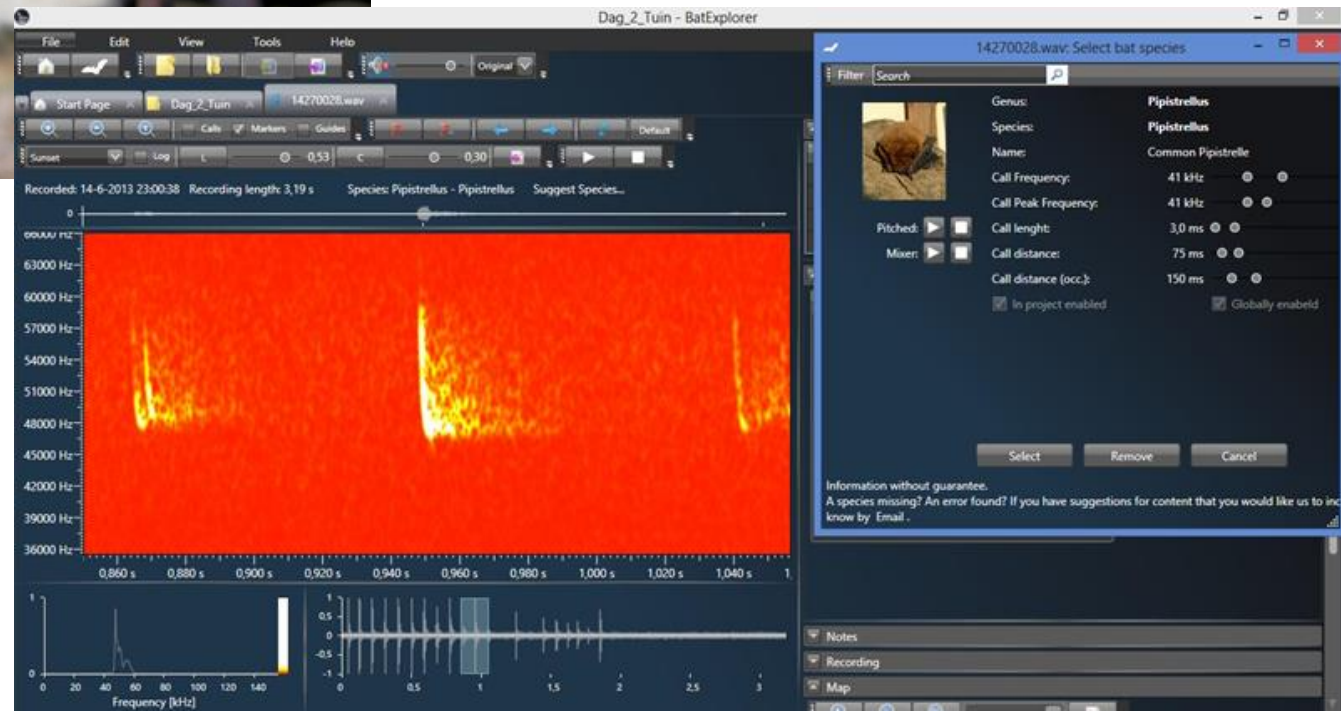 Dag_2_Tuin - BatExplorer
File Edit View Tools Help
Original
Start Page Dag_2_Tuin 14270028.wav
Calls Markers Guides Default
Sunset Log L 0,53 C 0,30
Recorded: 14-6-2013 23:00:38 Recording length: 3,19 s Species: Pipistrellus - Pipistrellus Suggest Species...
0
66000 Hz
63000 Hz
60000 Hz
57000 Hz
54000 Hz
51000 Hz
48000 Hz
45000 Hz
42000 Hz
39000 Hz
36000 Hz
0,860 s 0,880 s 0,900 s 0,920 s 0,940 s 0,960 s 0,980 s 1,000 s 1,020 s 1,040 s 1
1
0
0 20 40 60 80 100 120 140
Frequency [kHz]
1
0,5
0
-0,5
-1
0 0,5 1 1,5 2 2,5 3
14270028.wav: Select bat species
Filter Search
Genus: Pipistrellus
Species: Pipistrellus
Name: Common Pipistrelle
Call Frequency: 41 kHz
Call Peak Frequency: 41 kHz
Pitched: Call lenght: 3,0 ms
Mixer: Call distance: 75 ms
Call distance (occ.): 150 ms
In project enabled Globally enabeld
Select Remove Cancel
Information without guarantee.
A species missing? An error found? If you have suggestions for content that you would like us to inc
know by Email .
Notes
Recording
Map